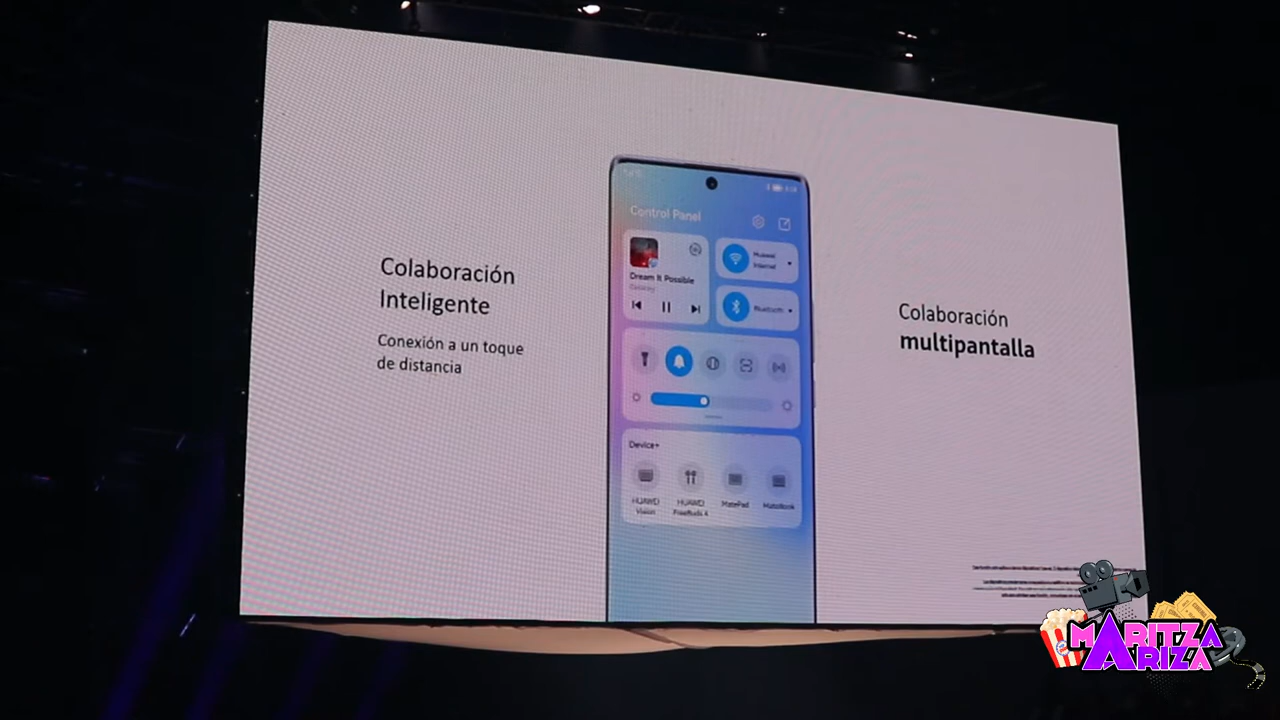 Colaboración
Inteligente
Conexión a un toque
de distancia
Control Panel
Dream It Possible
Huawei
Internet
Bluetooth
Device+
HUAWEI
Vision
HUAWEI
FreeBuds 4
MatePad
MateBook
Colaboración
multipantalla
MARITZA
ARIZA